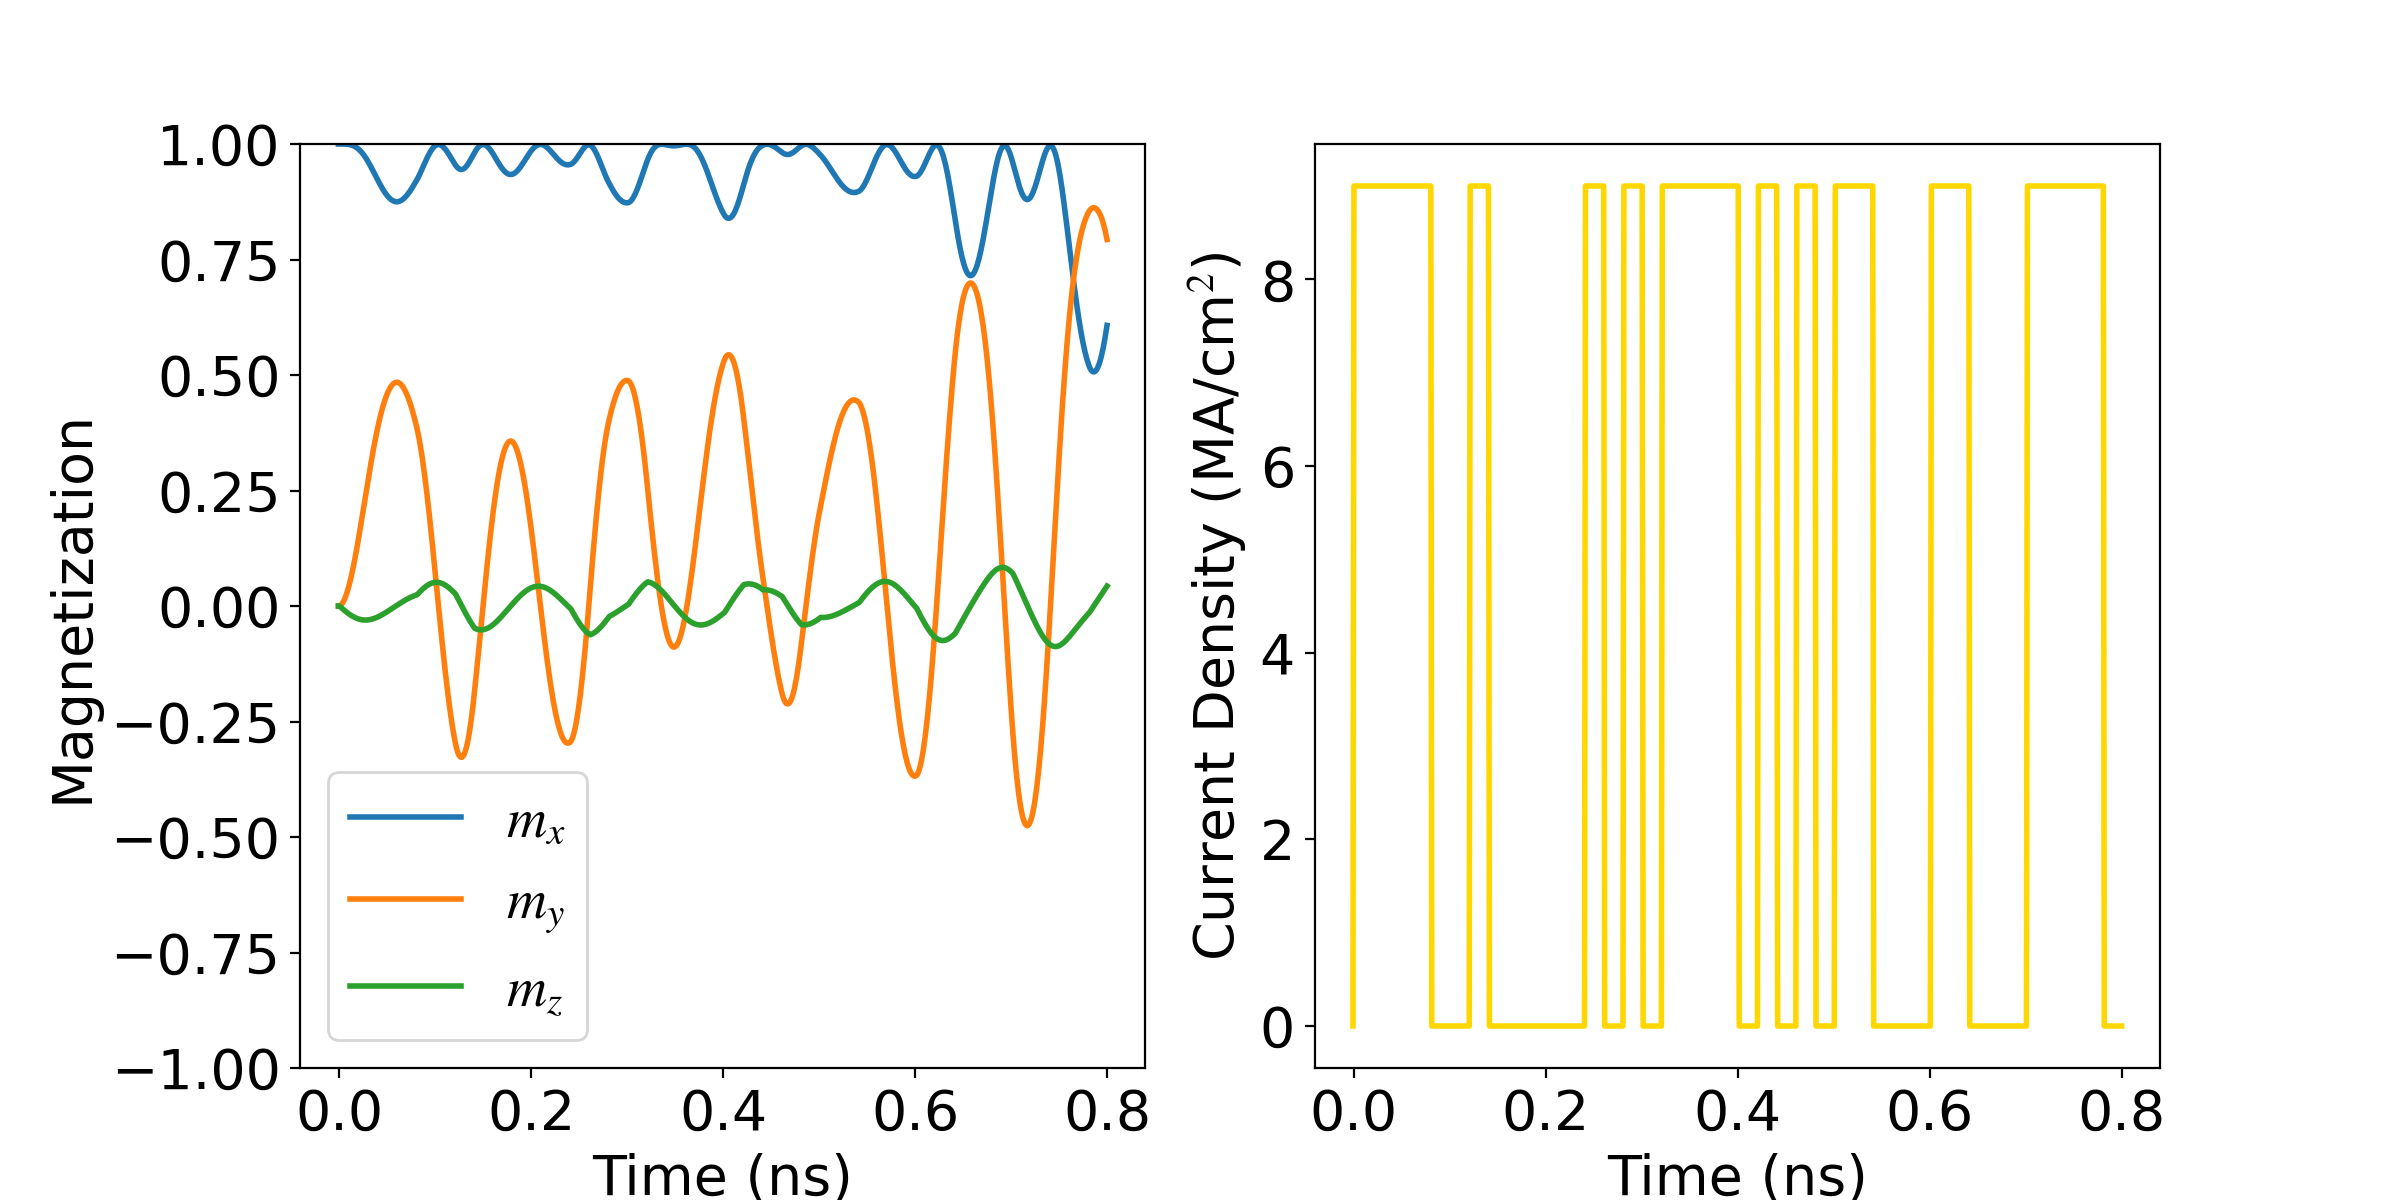 1.00
0.75
0.50
0.25
0.00
−0.25
−0.50
−0.75
−1.00
Magnetization
0.0 0.2 0.4 0.6 0.8
Time (ns)
m_x
m_y
m_z
8
6
4
2
0
Current Density (MA/cm²)
0.0 0.2 0.4 0.6 0.8
Time (ns)